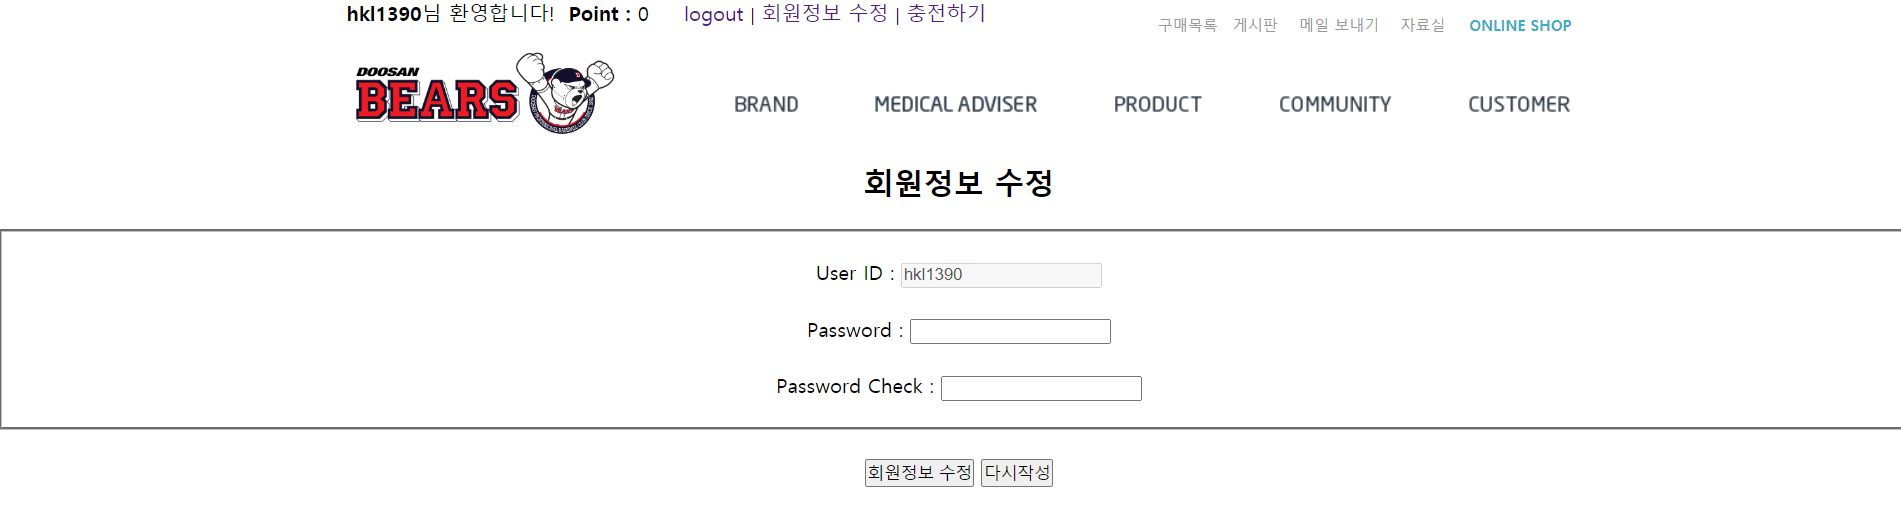 hkl1390님 환영합니다! Point : 0 logout | 회원정보 수정 | 충전하기
구매목록 게시판 메일 보내기 자료실 ONLINE SHOP
DOOSAN
BEARS
BRAND MEDICAL ADVISER PRODUCT COMMUNITY CUSTOMER
회원정보 수정
User ID : hkl1390
Password :
Password Check :
회원정보 수정 다시작성